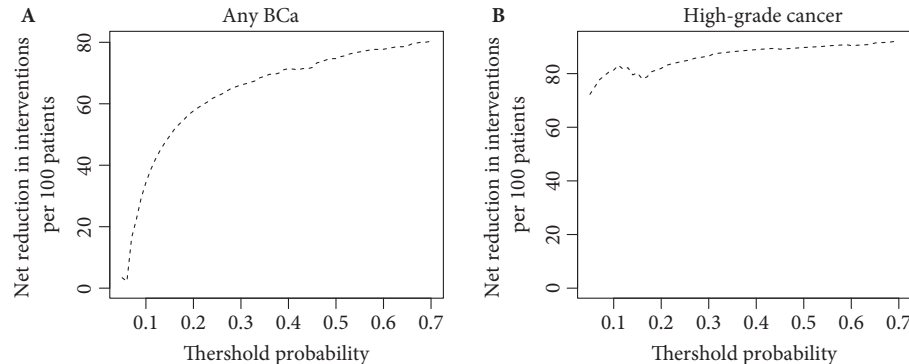 A
Any BCa
Net reduction in interventions
per 100 patients
80
60
40
20
0
0.1 0.2 0.3 0.4 0.5 0.6 0.7
Thershold probability
B
High-grade cancer
Net reduction in interventions
per 100 patients
80
60
40
20
0
0.1 0.2 0.3 0.4 0.5 0.6 0.7
Thershold probability